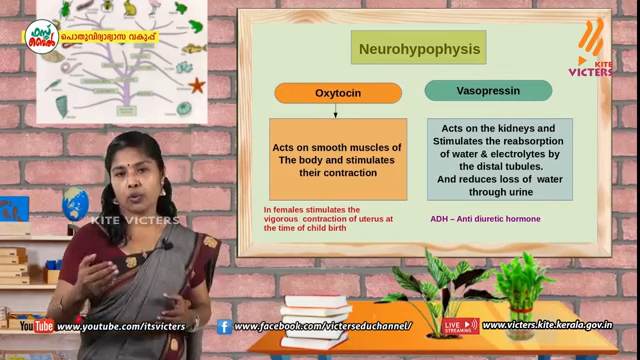 ഫസ്റ്റ് ബെൽ
പൊതുവിദ്യാഭ്യാസ വകുപ്പ്
KITE
VICTERS
Neurohypophysis
Oxytocin
Vasopressin
Acts on smooth muscles of
The body and stimulates
their contraction
Acts on the kidneys and
Stimulates the reabsorption
of water & electrolytes by
the distal tubules.
And reduces loss of water
through urine
In females stimulates the
vigorous contraction of uterus at
the time of child birth
ADH – Anti diuretic hormone
KITE VICTERS
YouTube www.youtube.com/itsvicters
f www.facebook.com/victerseduchannel/
LIVE
STREAMING
www.victers.kite.kerala.gov.in